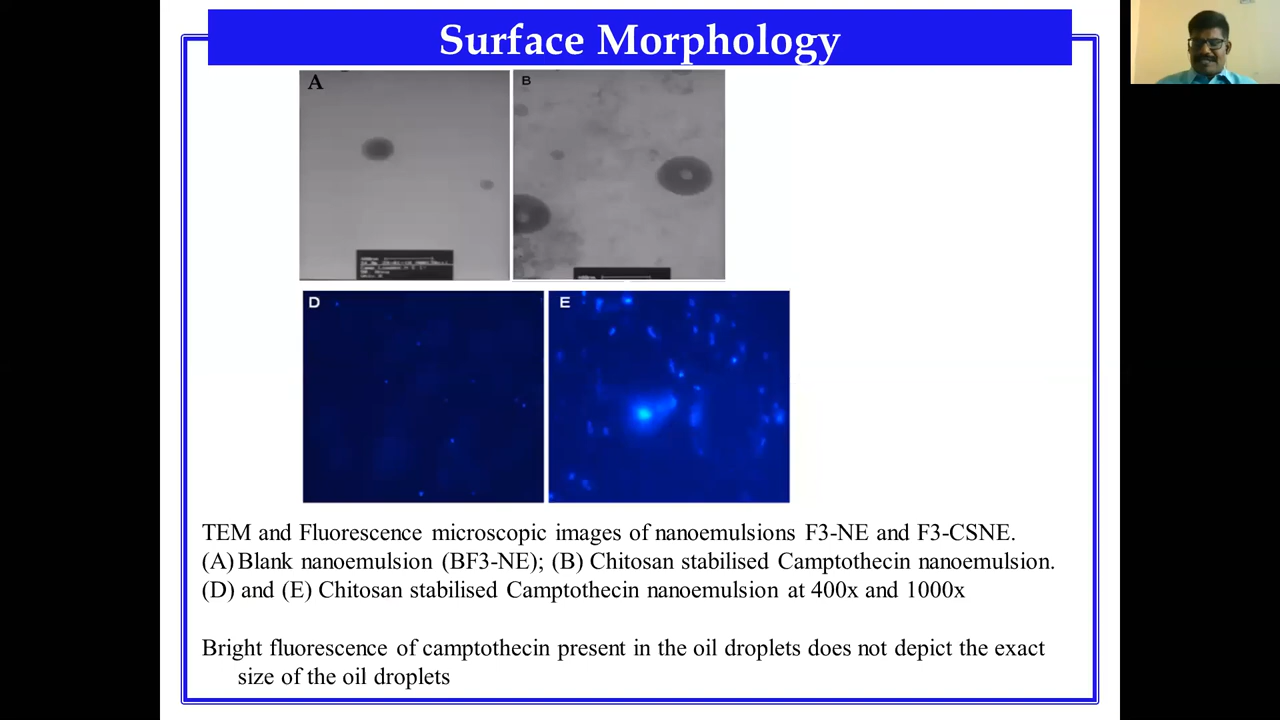 Surface Morphology
A
B
D
E
TEM and Fluorescence microscopic images of nanoemulsions F3-NE and F3-CSNE.
(A) Blank nanoemulsion (BF3-NE); (B) Chitosan stabilised Camptothecin nanoemulsion.
(D) and (E) Chitosan stabilised Camptothecin nanoemulsion at 400x and 1000x
Bright fluorescence of camptothecin present in the oil droplets does not depict the exact
size of the oil droplets